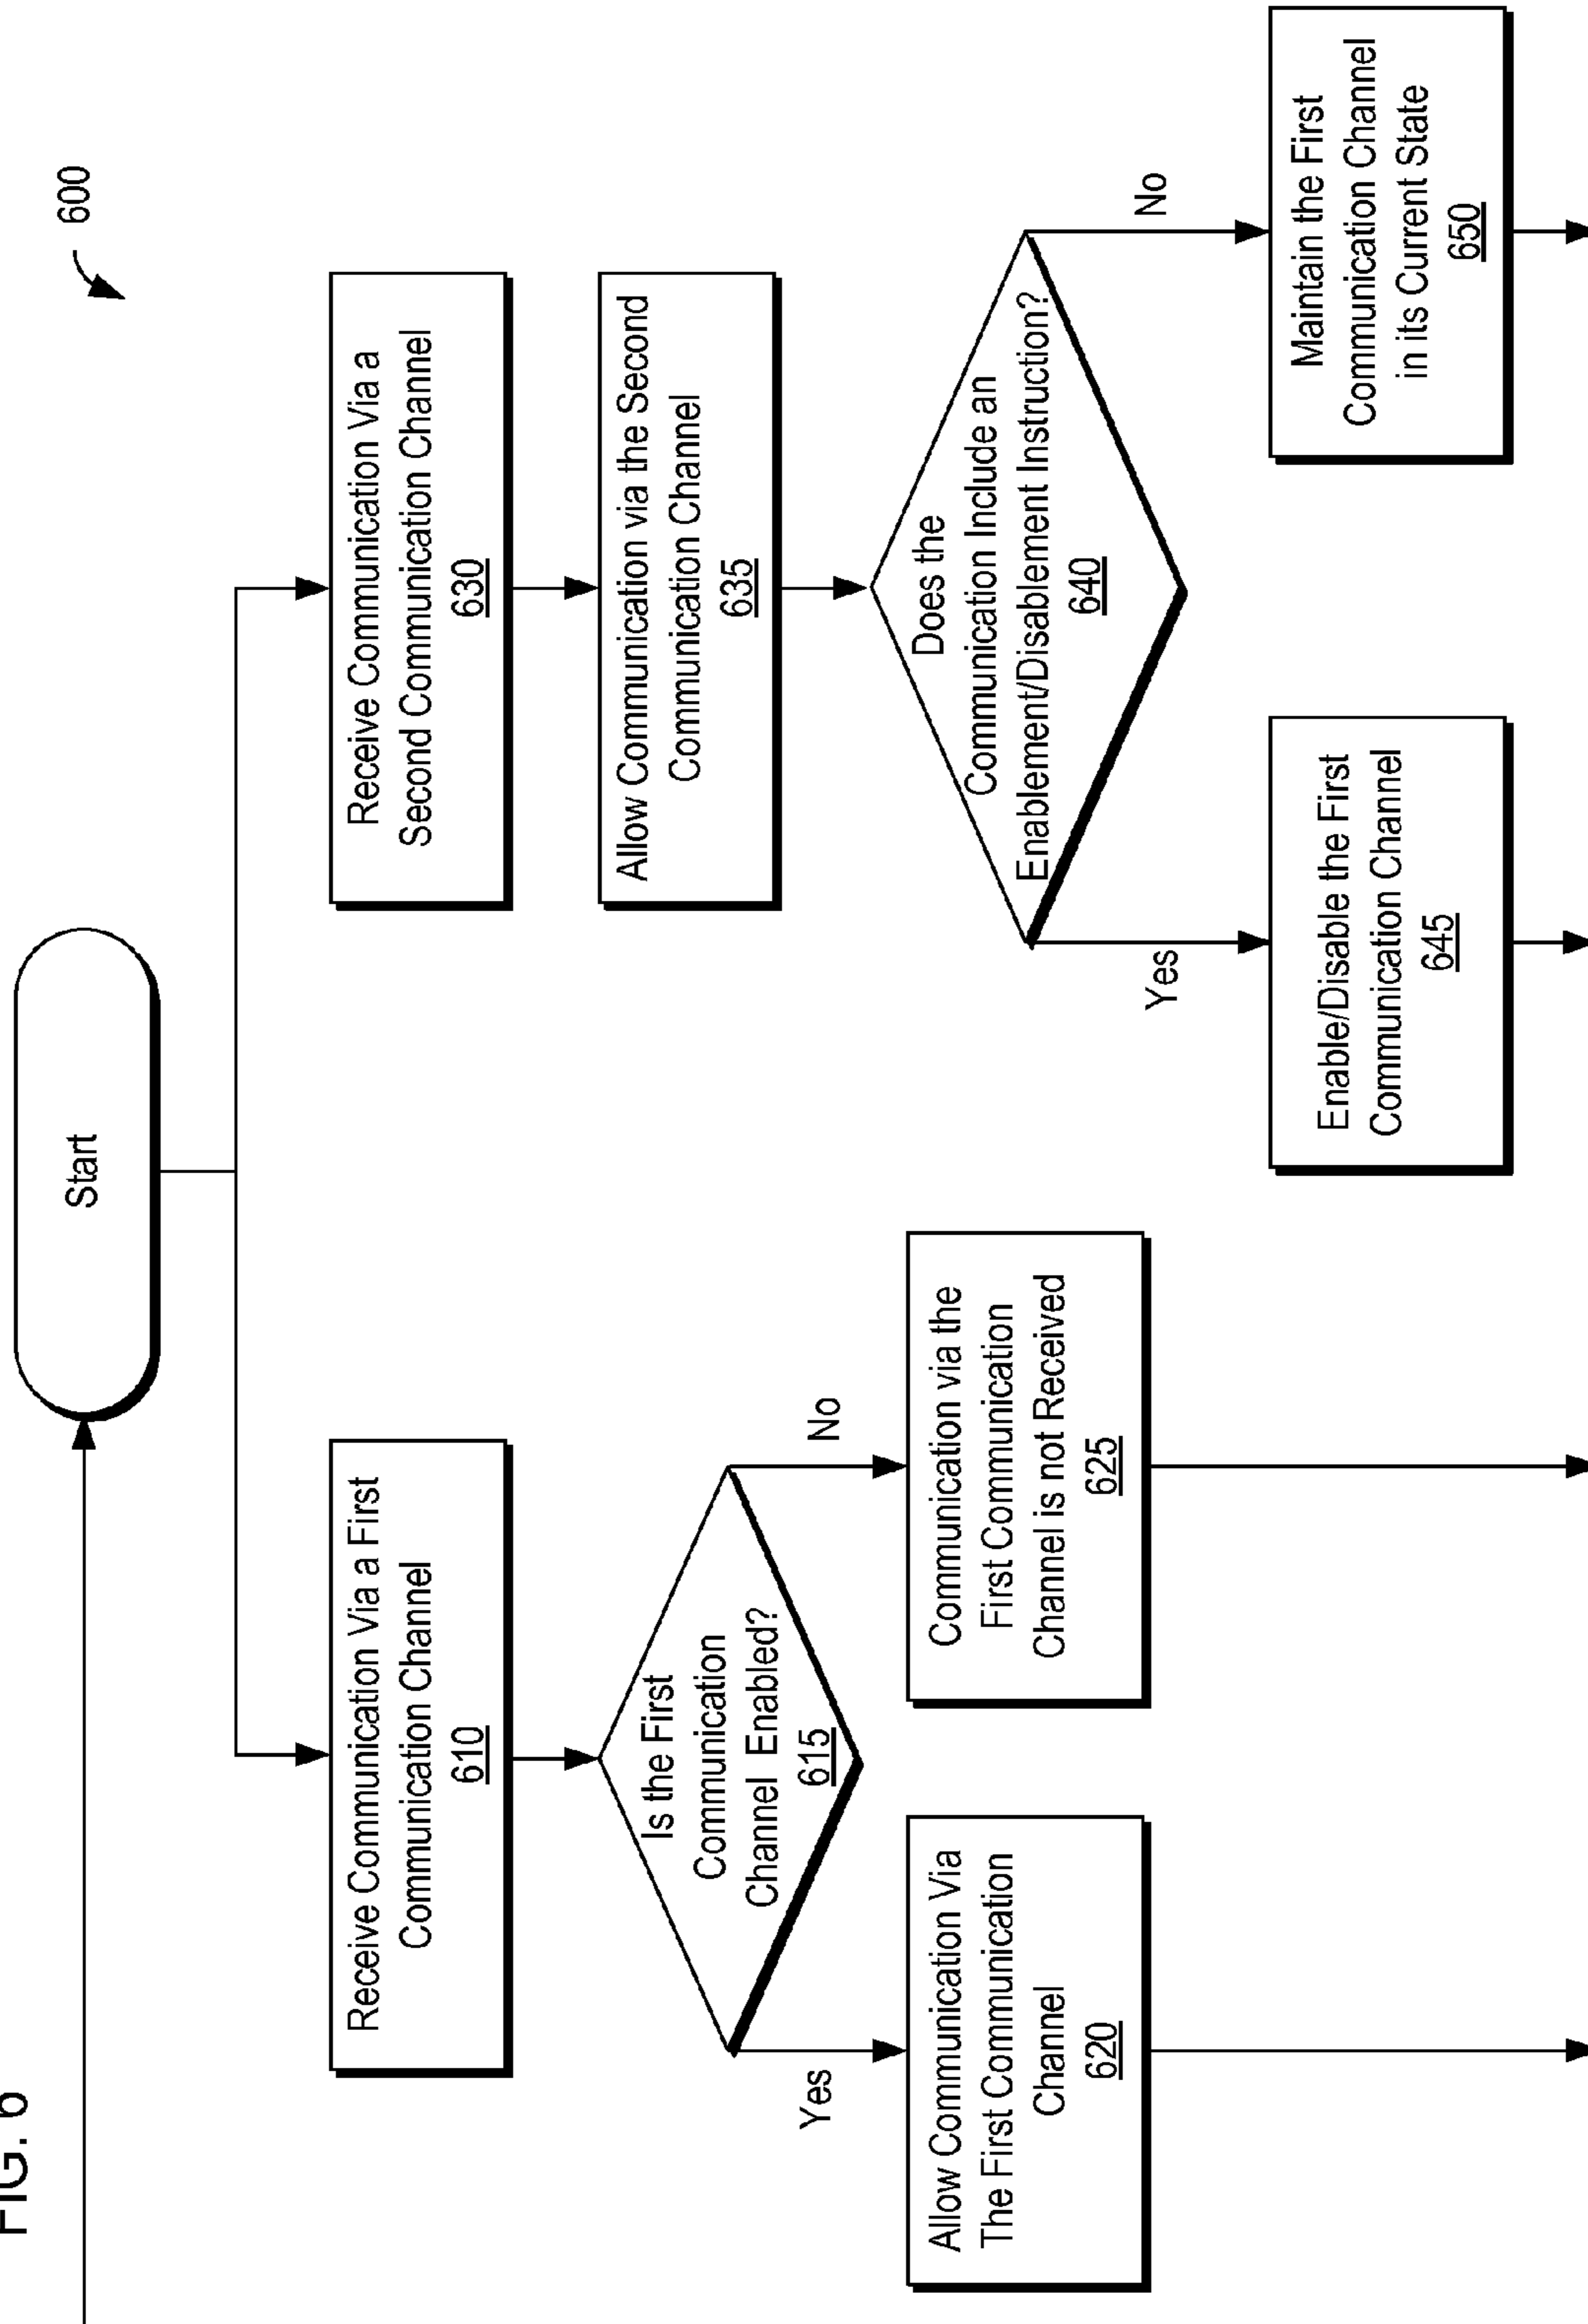 FIG. 6
600
Start
Receive Communication Via a First
Communication Channel
610
Is the First
Communication
Channel Enabled?
615
Yes
No
Allow Communication Via
The First Communication
Channel
620
Communication via the
First Communication
Channel is not Received
625
Receive Communication Via a
Second Communication Channel
630
Allow Communication via the Second
Communication Channel
635
Does the
Communication Include an
Enablement/Disablement Instruction?
640
Yes
No
Enable/Disable the First
Communication Channel
645
Maintain the First
Communication Channel
in its Current State
650